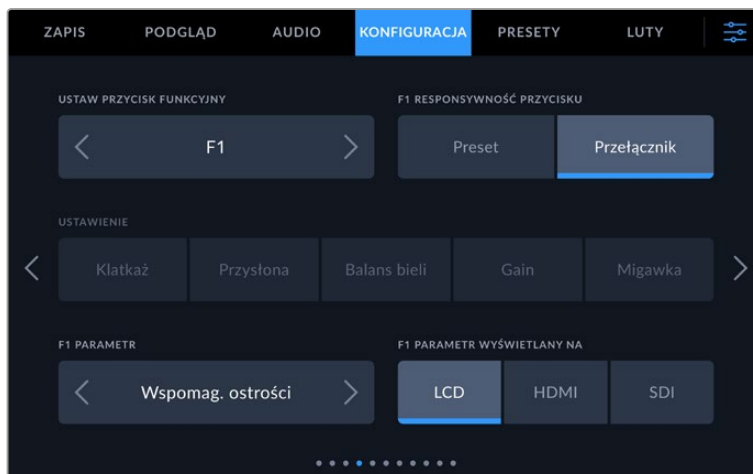 ZAPIS PODGLĄD AUDIO KONFIGURACJA PRESETY LUTY
USTAW PRZYCISK FUNKCYJNY F1 RESPONSYWNOŚĆ PRZYCISKU
F1 Preset Przełącznik
USTAWIENIE
Klatkaż Przysłona Balans bieli Gain Migawka
F1 PARAMETR F1 PARAMETR WYŚWIETLANY NA
Wspomag. ostrości LCD HDMI SDI